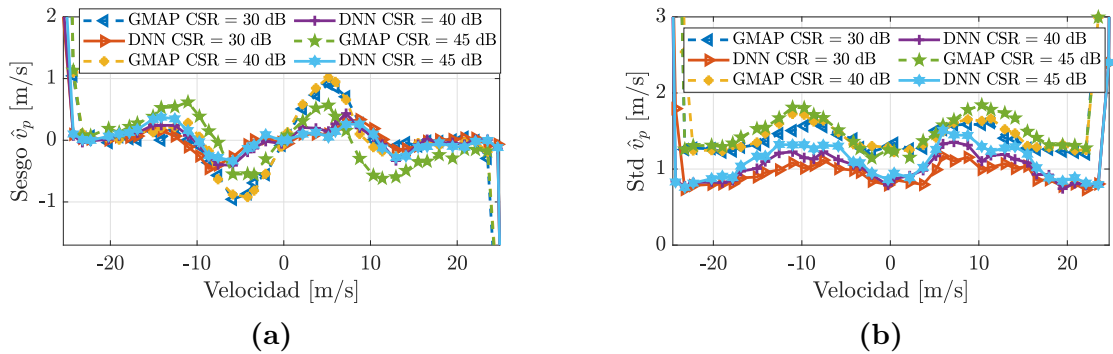 2
1
0
-1
Sesgo v̂p [m/s]
GMAP CSR = 30 dB
DNN CSR = 30 dB
GMAP CSR = 40 dB
DNN CSR = 40 dB
GMAP CSR = 45 dB
DNN CSR = 45 dB
-20 -10 0 10 20
Velocidad [m/s]
(a)
3
2
1
0
Std v̂p [m/s]
GMAP CSR = 30 dB
DNN CSR = 30 dB
GMAP CSR = 40 dB
DNN CSR = 40 dB
GMAP CSR = 45 dB
DNN CSR = 45 dB
-20 -10 0 10 20
Velocidad [m/s]
(b)